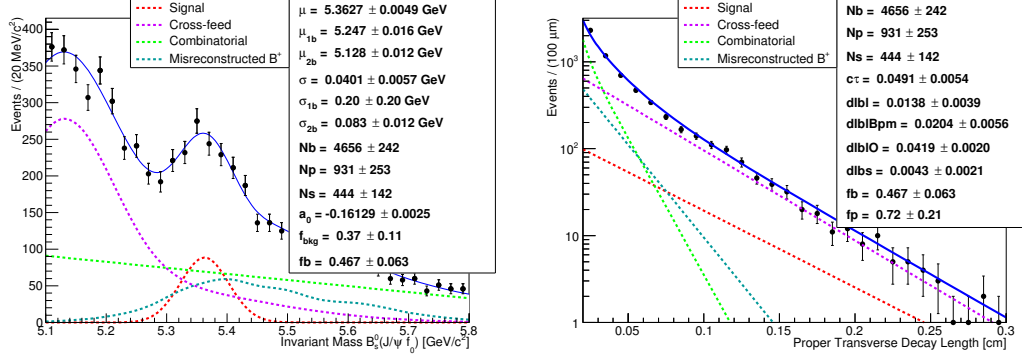 Signal
Cross-feed
Combinatorial
Misreconstructed B⁺
μ = 5.3627 ± 0.0049 GeV
μ1b = 5.247 ± 0.016 GeV
μ2b = 5.128 ± 0.012 GeV
σ = 0.0401 ± 0.0057 GeV
σ1b = 0.20 ± 0.20 GeV
σ2b = 0.083 ± 0.012 GeV
Nb = 4656 ± 242
Np = 931 ± 253
Ns = 444 ± 142
a0 = -0.16129 ± 0.0025
fbkg = 0.37 ± 0.11
fb = 0.467 ± 0.063
Events / (20 MeV/c²)
400
350
300
250
200
150
100
50
0
5.1 5.2 5.3 5.4 5.5 5.6 5.7 5.8
Invariant Mass B⁰s(J/ψ f0) [GeV/c²]
Signal
Cross-feed
Combinatorial
Misreconstructed B⁺
Nb = 4656 ± 242
Np = 931 ± 253
Ns = 444 ± 142
cτ = 0.0491 ± 0.0054
dlbl = 0.0138 ± 0.0039
dlblBpm = 0.0204 ± 0.0056
dlblO = 0.0419 ± 0.0020
dlbs = 0.0043 ± 0.0021
fb = 0.467 ± 0.063
fp = 0.72 ± 0.21
Events / (100 μm)
10³
10²
10
1
0.05 0.1 0.15 0.2 0.25 0.3
Proper Transverse Decay Length [cm]